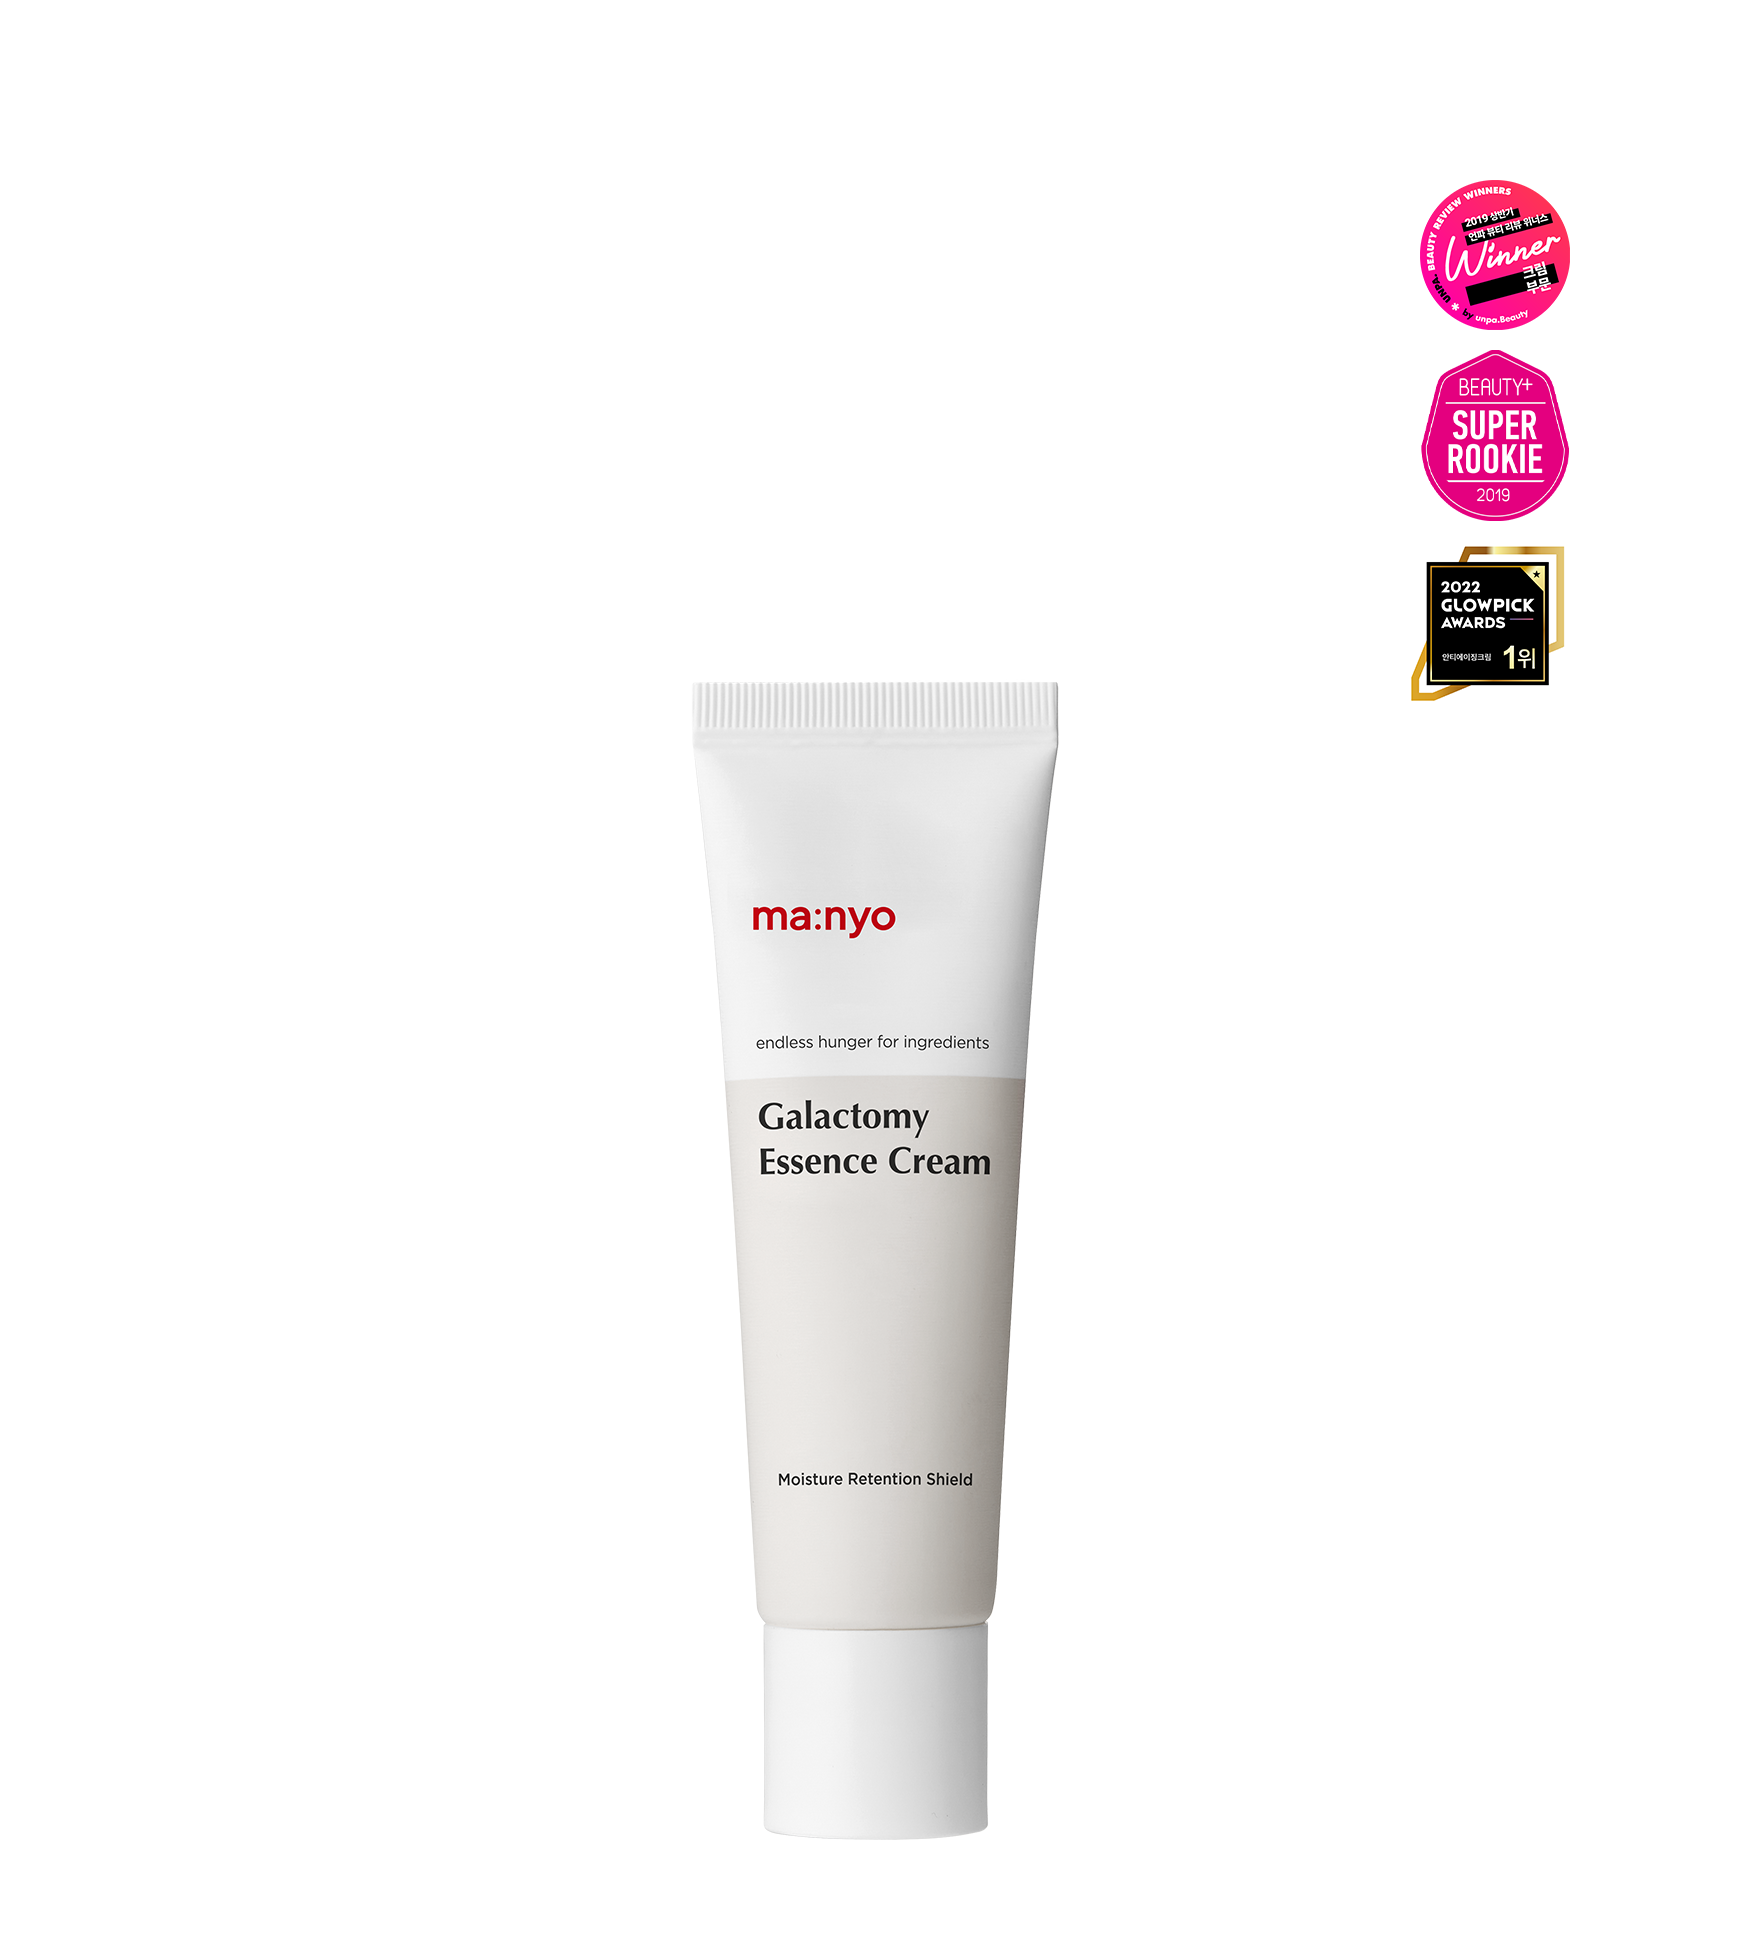 UNPA. BEAUTY REVIEW WINNERS
2019 상반기
언파 뷰티 리뷰 위너스
Winner
크림
부문
by unpa.Beauty
BEAUTY+
SUPER
ROOKIE
2019
2022
GLOWPICK
AWARDS
안티에이징크림 1위
ma:nyo
endless hunger for ingredients
Galactomy
Essence Cream
Moisture Retention Shield